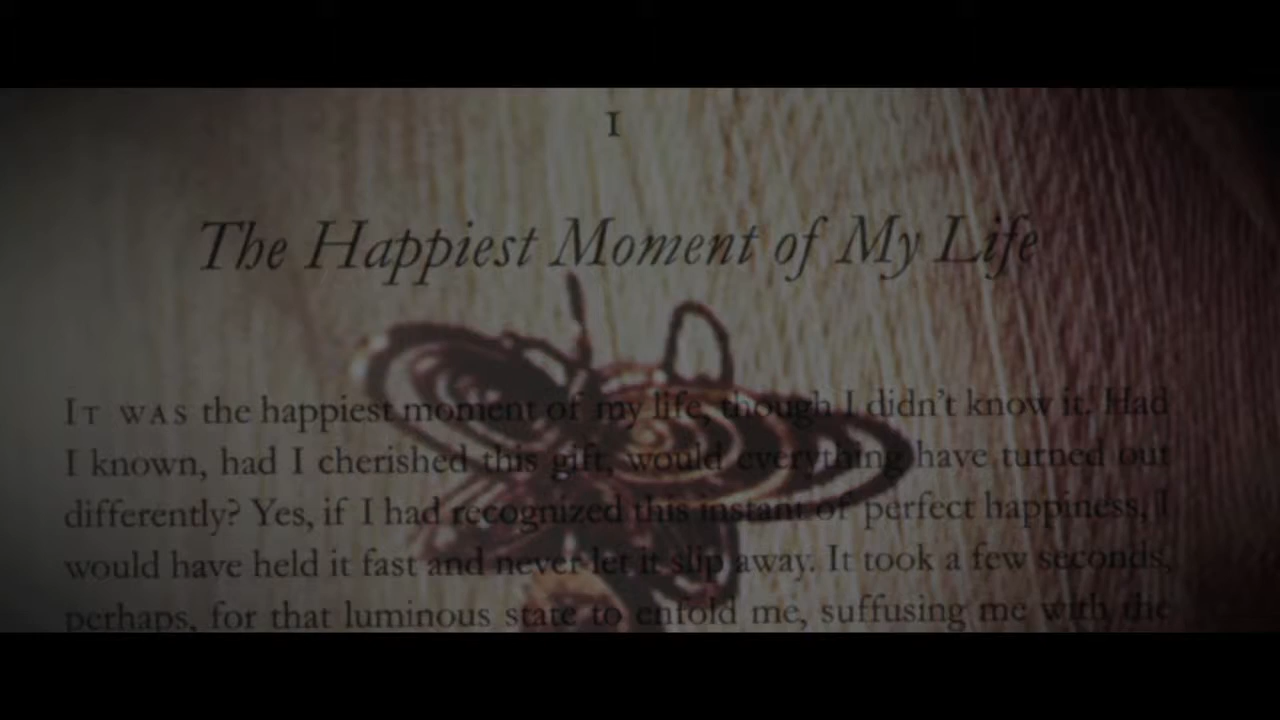 1
The Happiest Moment of My Life
IT WAS the happiest moment of my life, though I didn't know it. Had
I known, had I cherished this gift, would everything have turned out
differently? Yes, if I had recognized this instant of perfect happiness, I
would have held it fast and never let it slip away. It took a few seconds,
perhaps, for that luminous state to enfold me, suffusing me with the